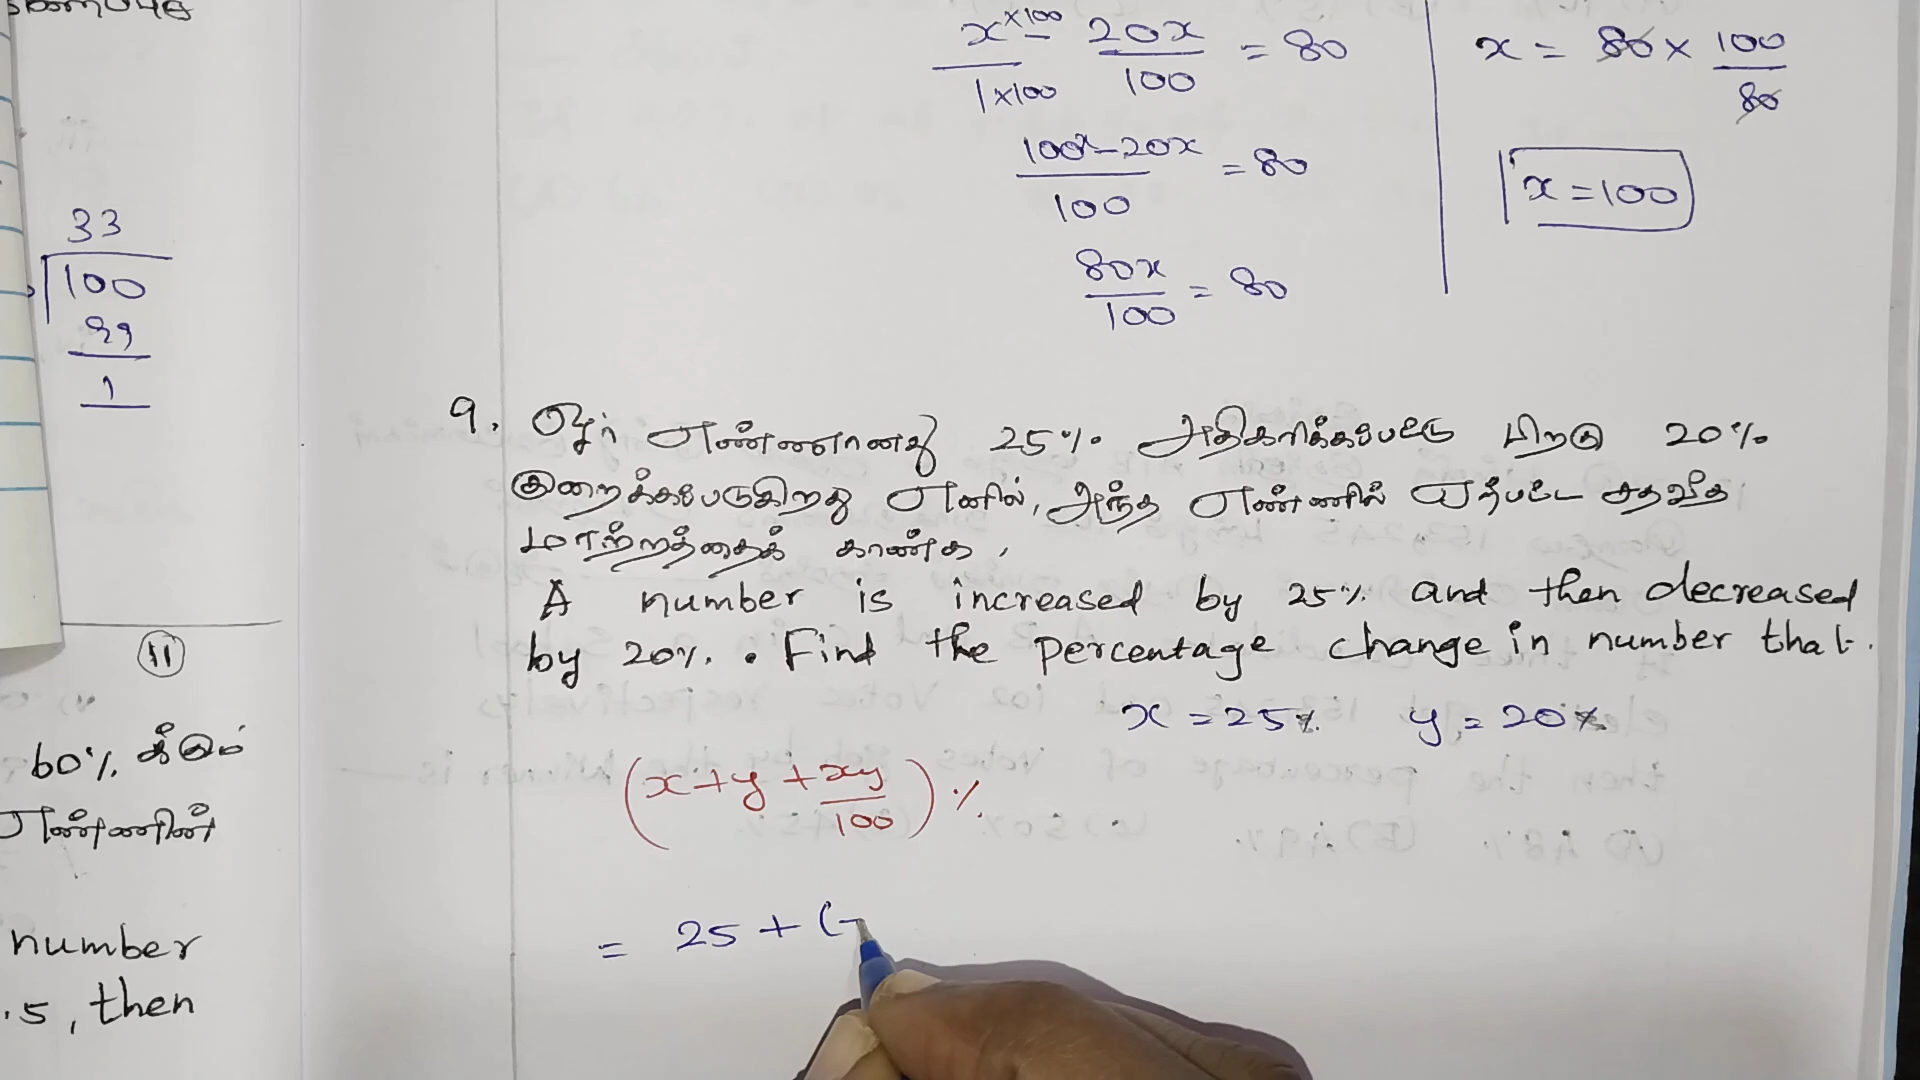 33
100
99
1
11
60% க்கும்
எண்ணின்
number
.5, then
x×100/1×100 - 20x/100 = 80
100x-20x/100 = 80
80x/100 = 80
x = 80 × 100/80
x = 100
9. ஓர் எண்ணானது 25% அதிகரிக்கப்பட்டு பிறகு 20%
குறைக்கப்படுகிறது எனில், அந்த எண்ணில் ஏற்பட்ட சதவீத
மாற்றத்தைக் காண்க.
A number is increased by 25% and then decreased
by 20%. Find the percentage change in number that.
x = 25% y = 20%
(x+y+xy/100)%
= 25 + (-